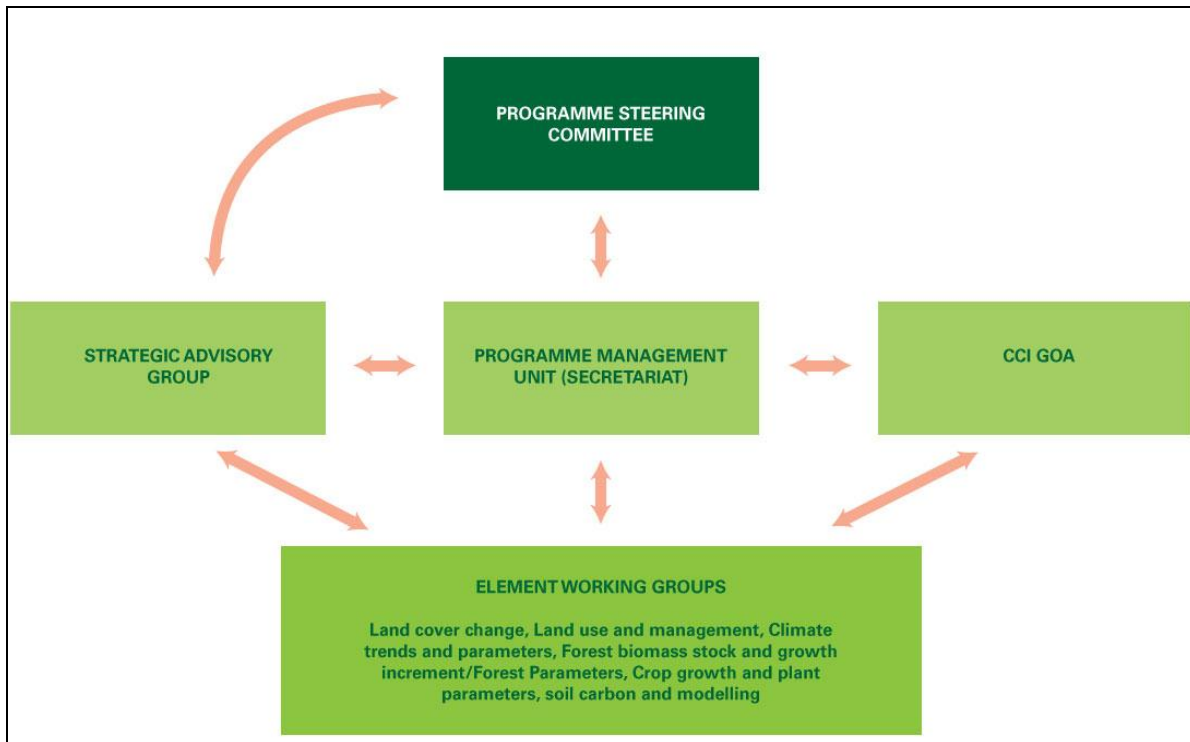 PROGRAMME STEERING
COMMITTEE
STRATEGIC ADVISORY
GROUP
PROGRAMME MANAGEMENT
UNIT (SECRETARIAT)
CCI GOA
ELEMENT WORKING GROUPS
Land cover change, Land use and management, Climate
trends and parameters, Forest biomass stock and growth
increment/Forest Parameters, Crop growth and plant
parameters, soil carbon and modelling